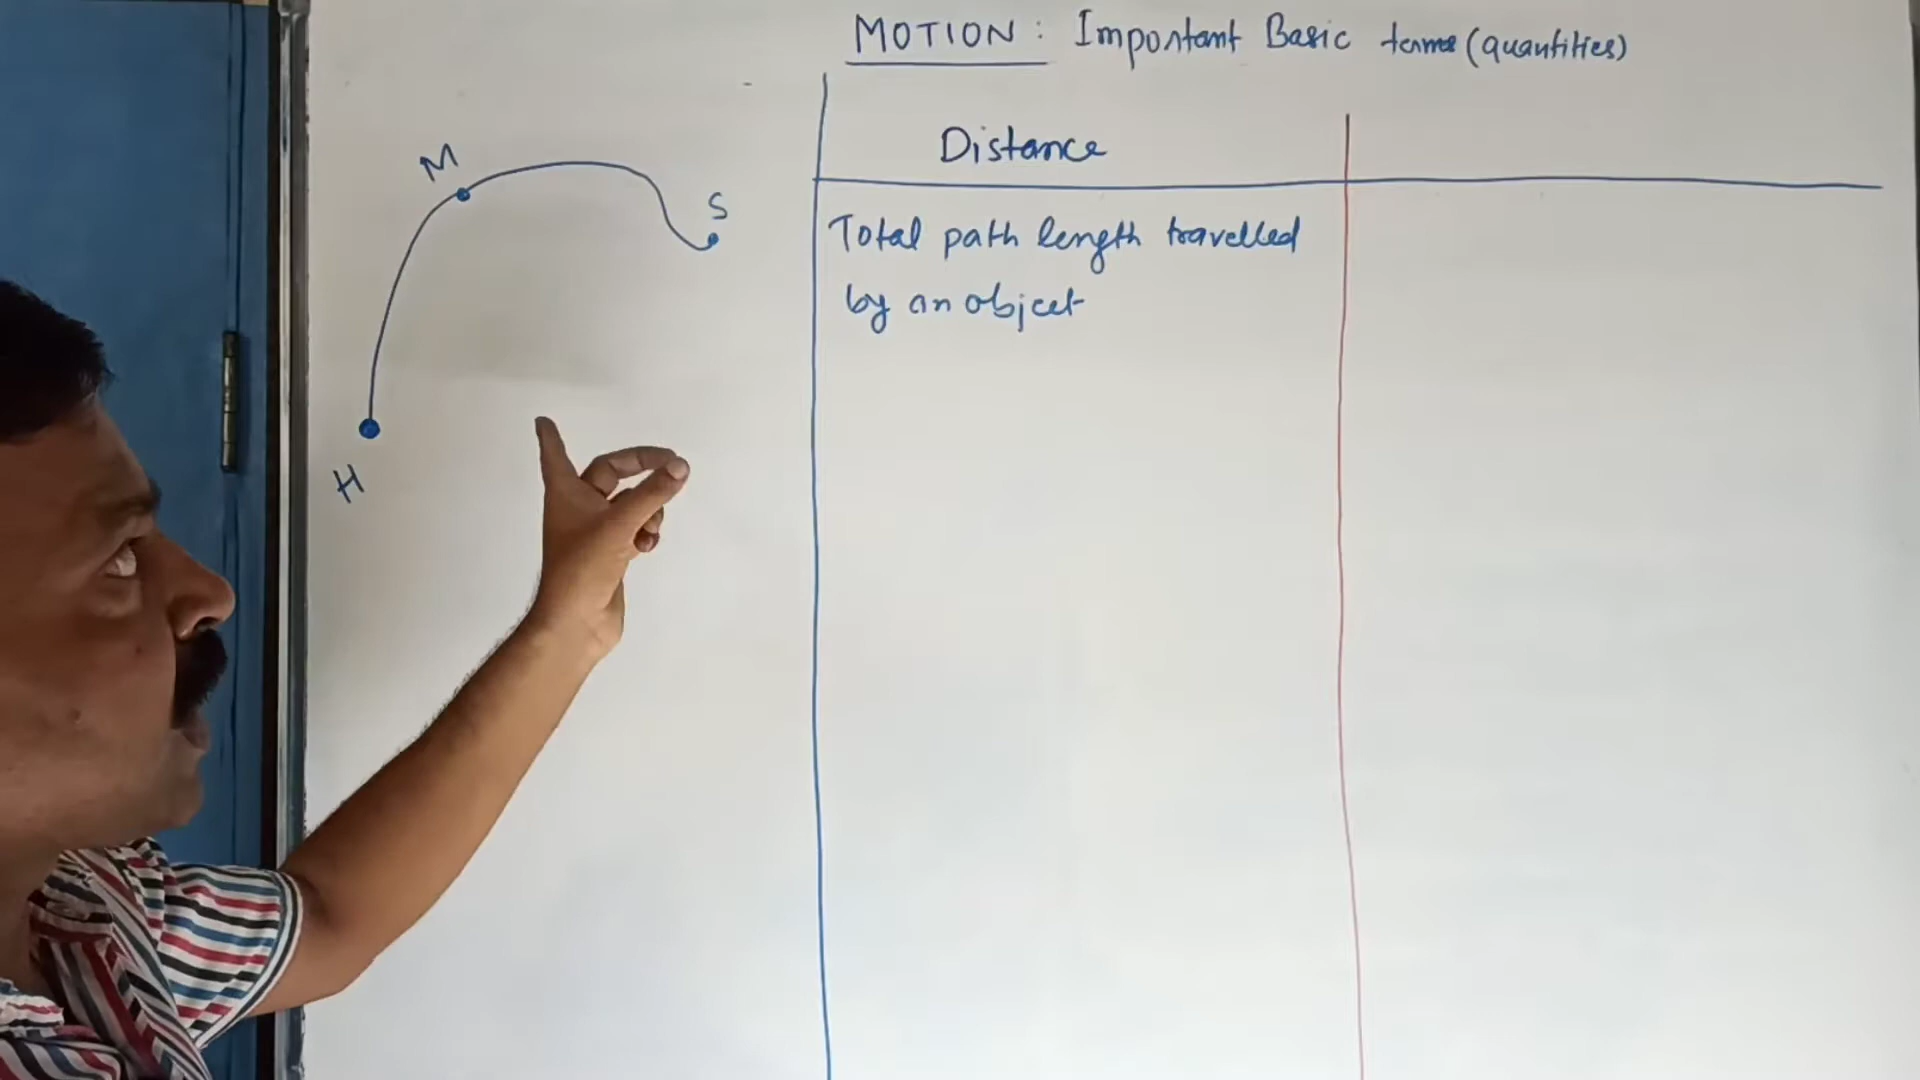 MOTION : Important Basic terms (quantities)
Distance
Total path length travelled
by an object
M
S
H